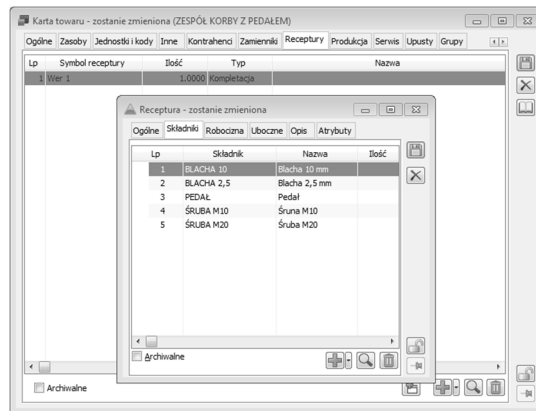 Karta towaru - zostanie zmieniona (ZESPÓŁ KORBY Z PEDAŁEM)
Ogólne Zasoby Jednostki i kody Inne Kontrahenci Zamienniki Receptury Produkcja Serwis Upusty Grupy
Lp Symbol receptury Ilość Typ Nazwa
1 Wer 1 1.0000 Kompletacja
Receptura - zostanie zmieniona
Ogólne Składniki Robocizna Uboczne Opis Atrybuty
Lp Składnik Nazwa Ilość
1 BLACHA 10 Blacha 10 mm
2 BLACHA 2,5 Blacha 2,5 mm
3 PEDAŁ Pedał
4 ŚRUBA M10 Śruna M10
5 ŚRUBA M20 Śruba M20
Archiwalne
Archiwalne